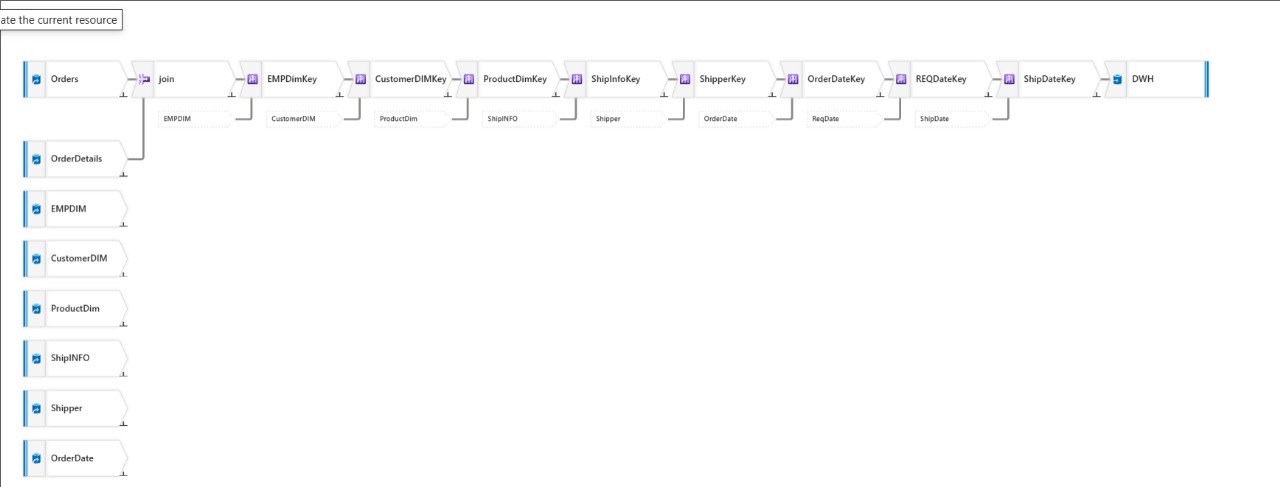 ate the current resource
Orders
join
EMPDimKey
CustomerDIMKey
ProductDimKey
ShipInfoKey
ShipperKey
OrderDateKey
REQDateKey
ShipDateKey
DWH
EMPDIM
CustomerDIM
ProductDim
ShipINFO
Shipper
OrderDate
ReqDate
ShipDate
OrderDetails
EMPDIM
CustomerDIM
ProductDim
ShipINFO
Shipper
OrderDate